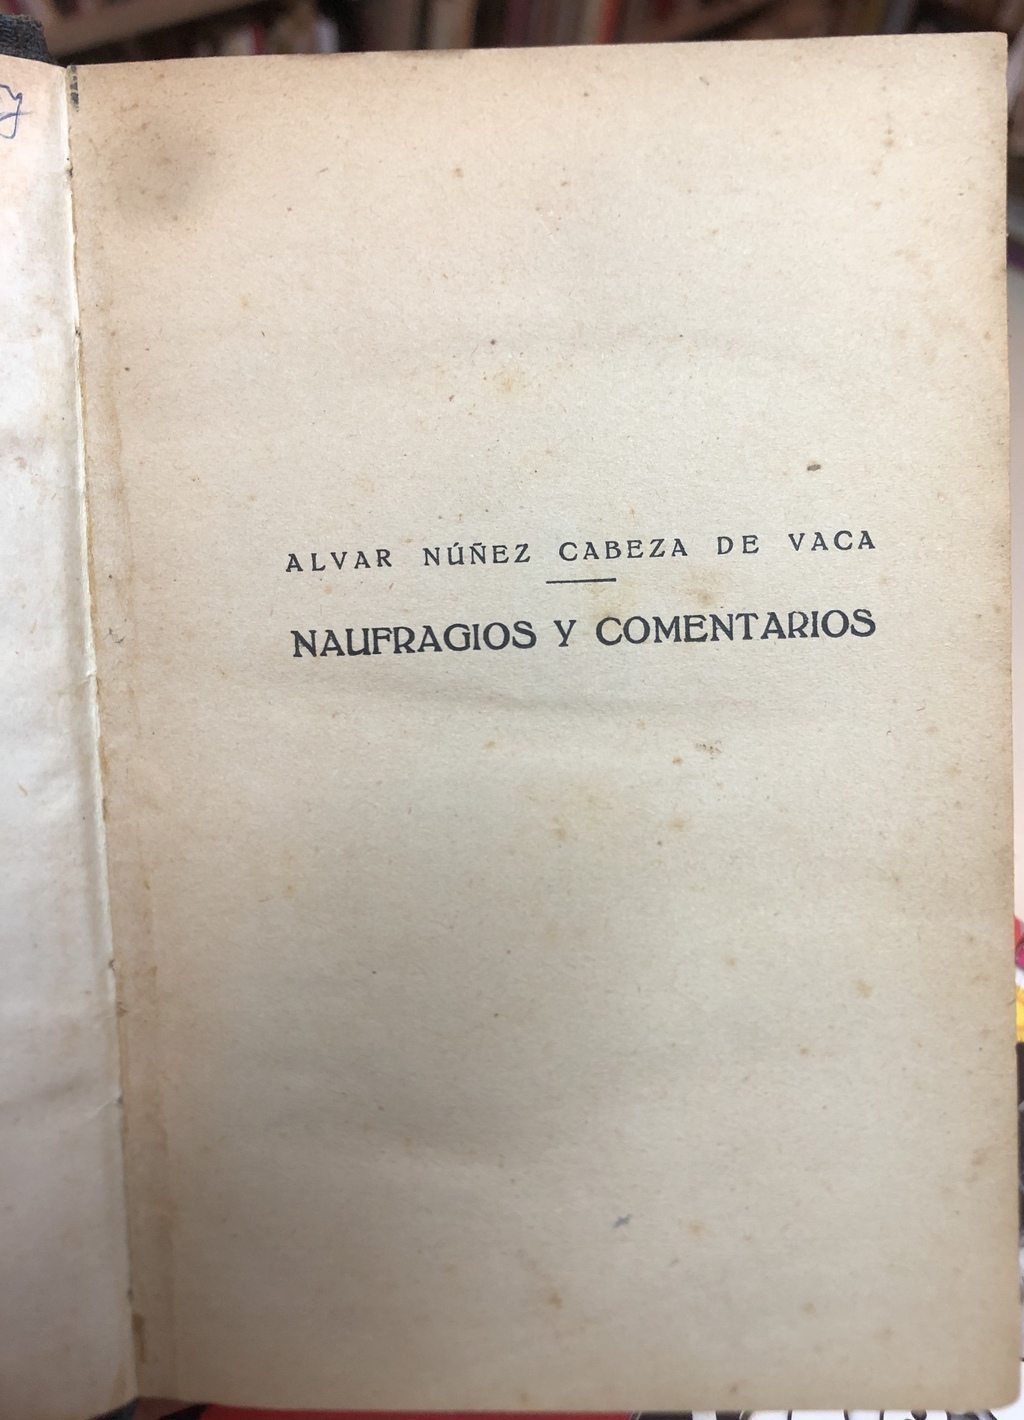 ALVAR NÚÑEZ CABEZA DE VACA
NAUFRAGIOS Y COMENTARIOS